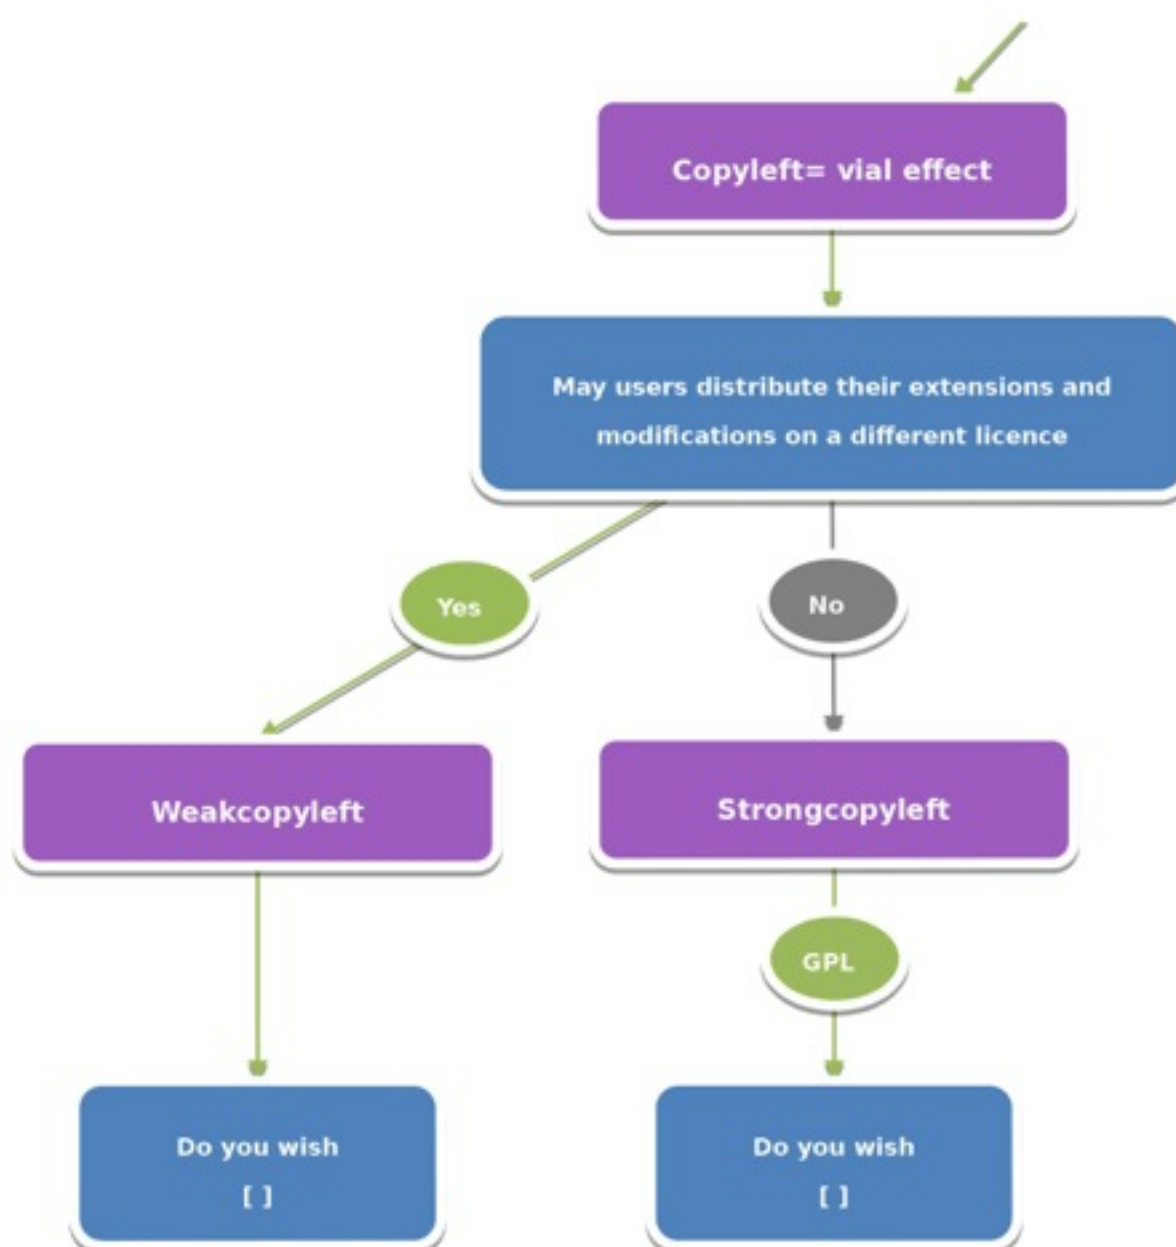 Copyleft= vial effect
May users distribute their extensions and
modifications on a different licence
Yes
No
Weakcopyleft
Strongcopyleft
GPL
Do you wish
[ ]
Do you wish
[ ]